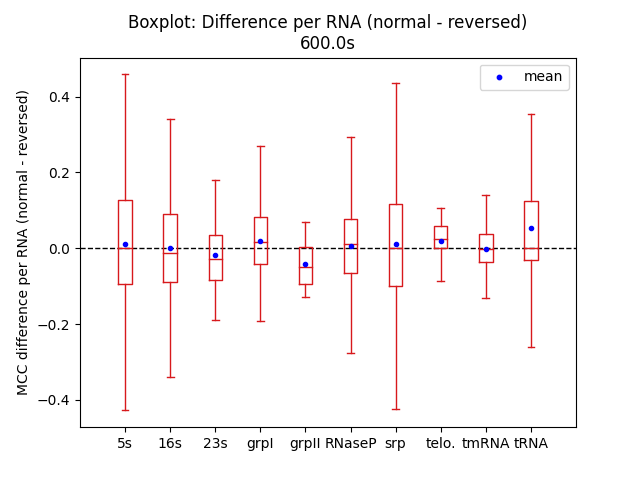 Boxplot: Difference per RNA (normal - reversed)
600.0s
mean
MCC difference per RNA (normal - reversed)
0.4
0.2
0.0
−0.2
−0.4
5s 16s 23s grpI grpII RNaseP srp telo. tmRNA tRNA